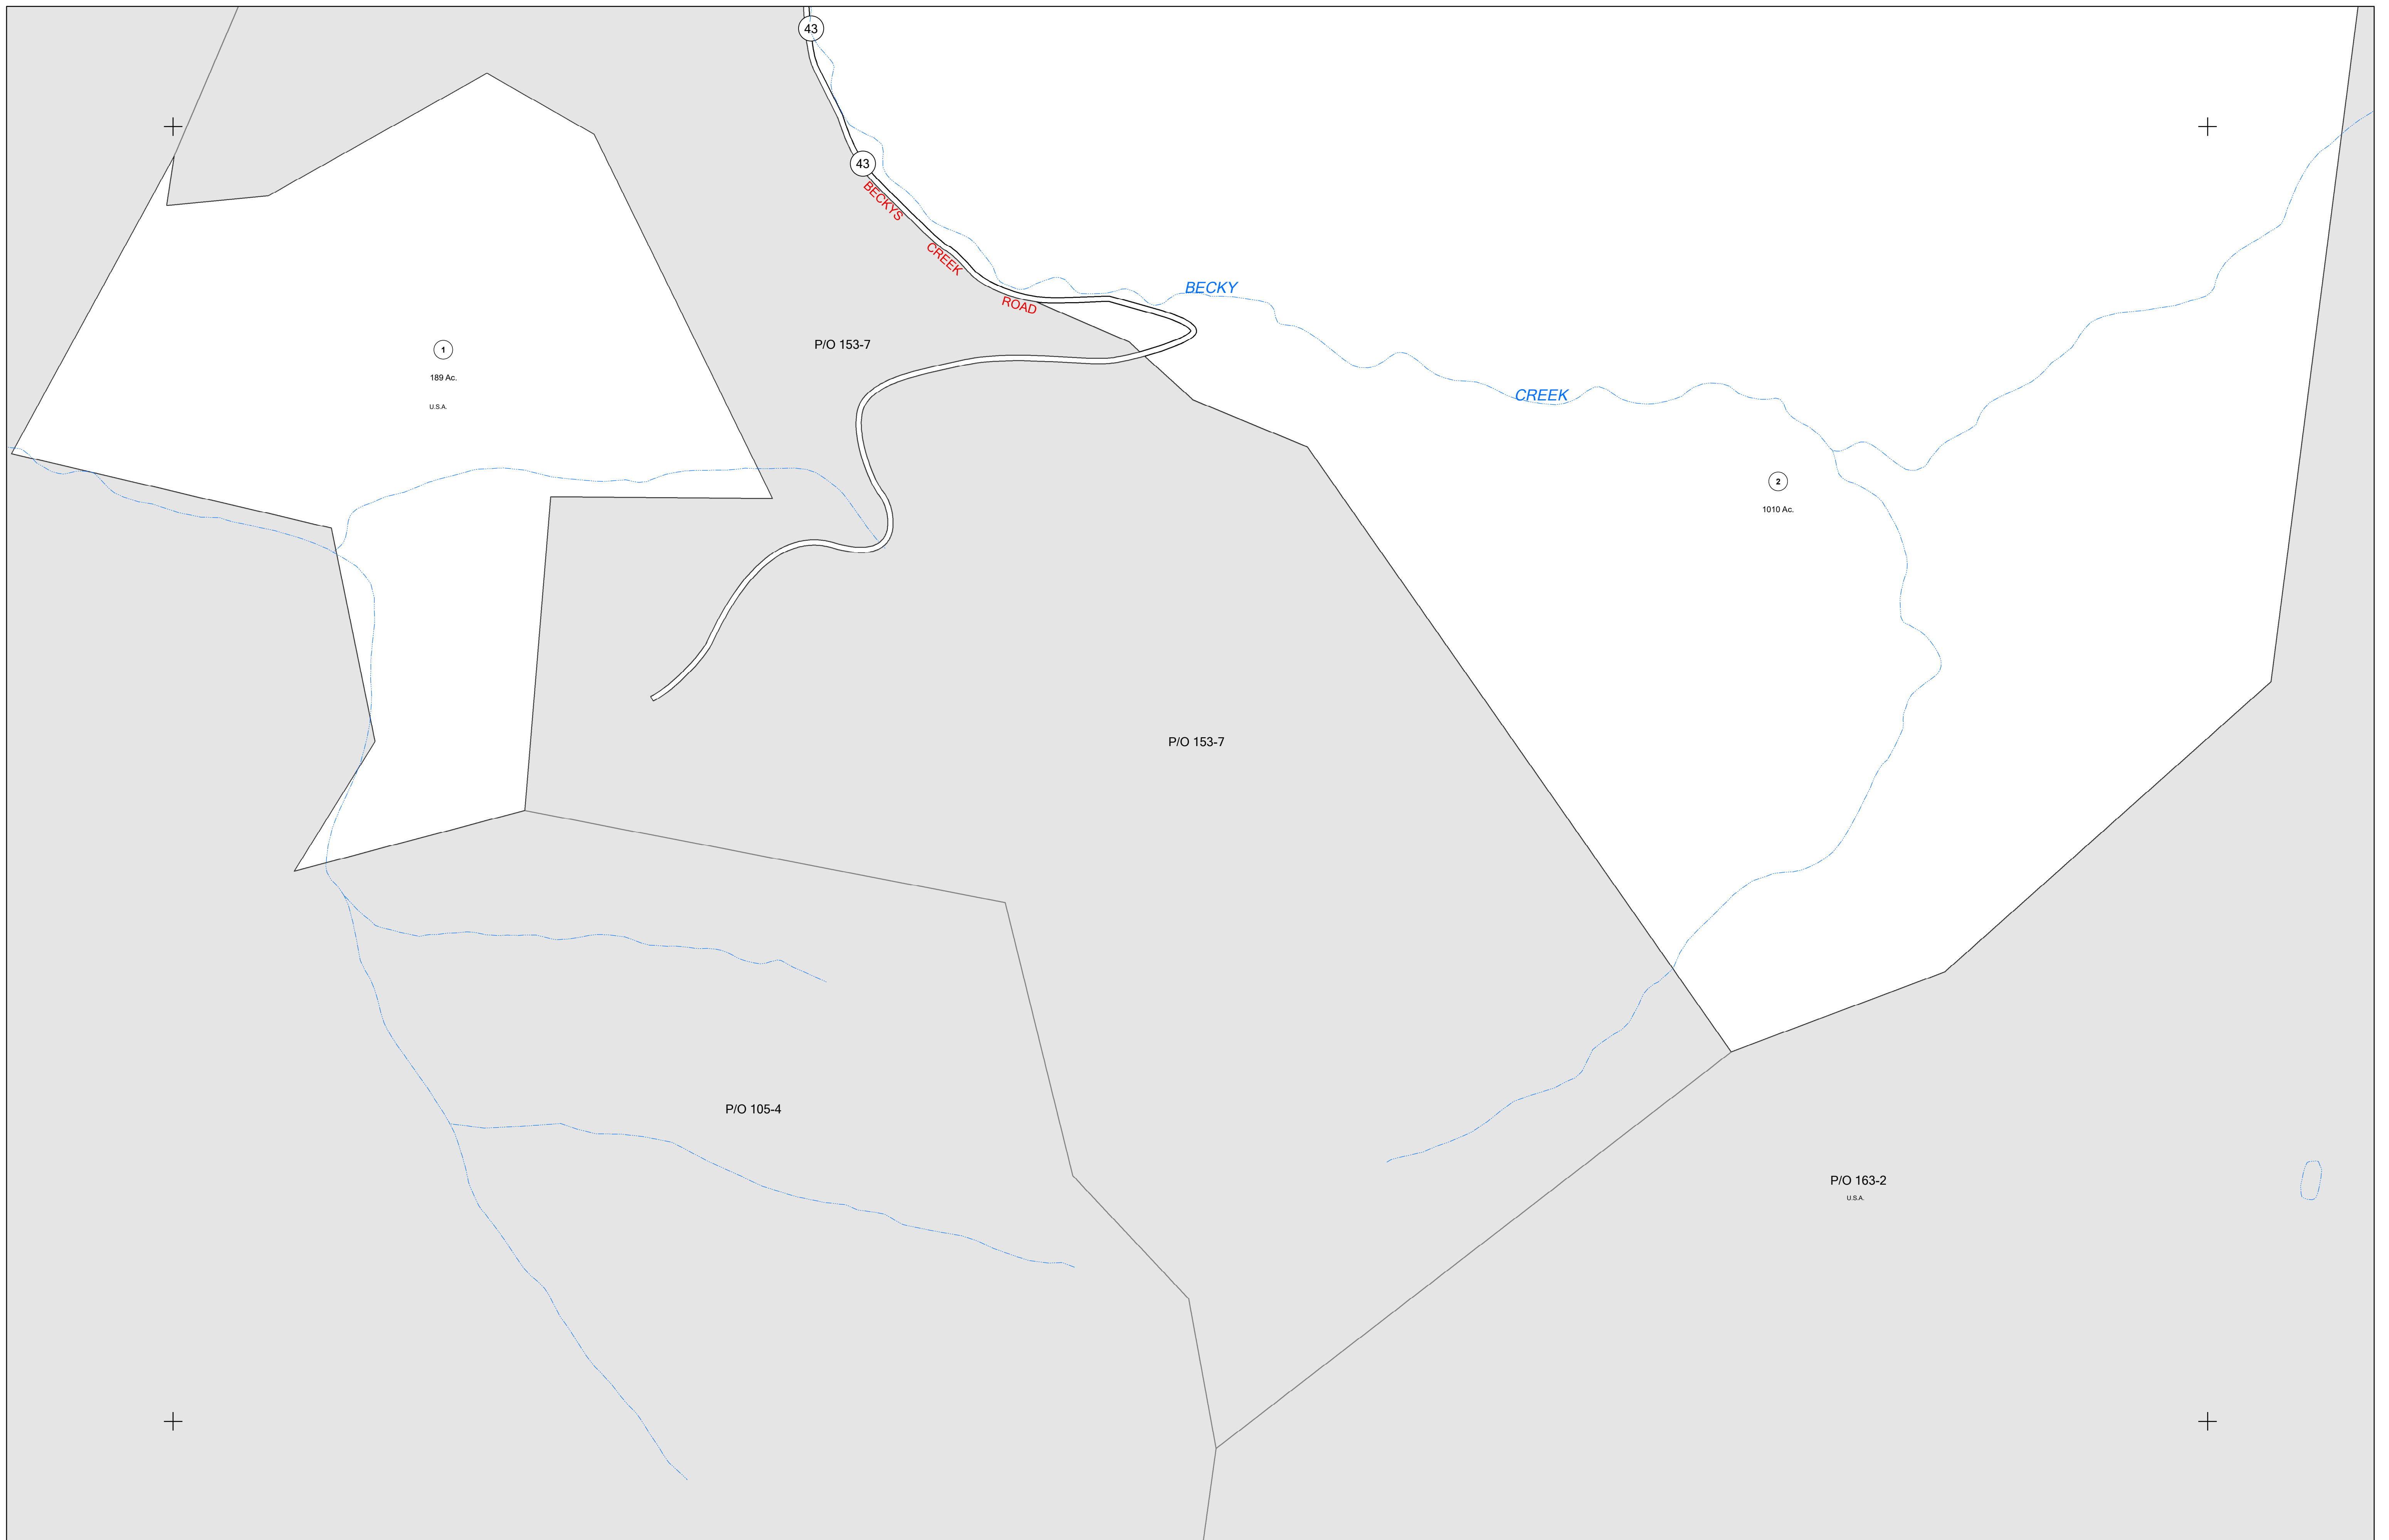 43
43
BECKYS
CREEK
ROAD
BECKY
CREEK
P/O 153-7
1
189 Ac.
U.S.A.
2
1010 Ac.
P/O 153-7
P/O 105-4
P/O 163-2
U.S.A.